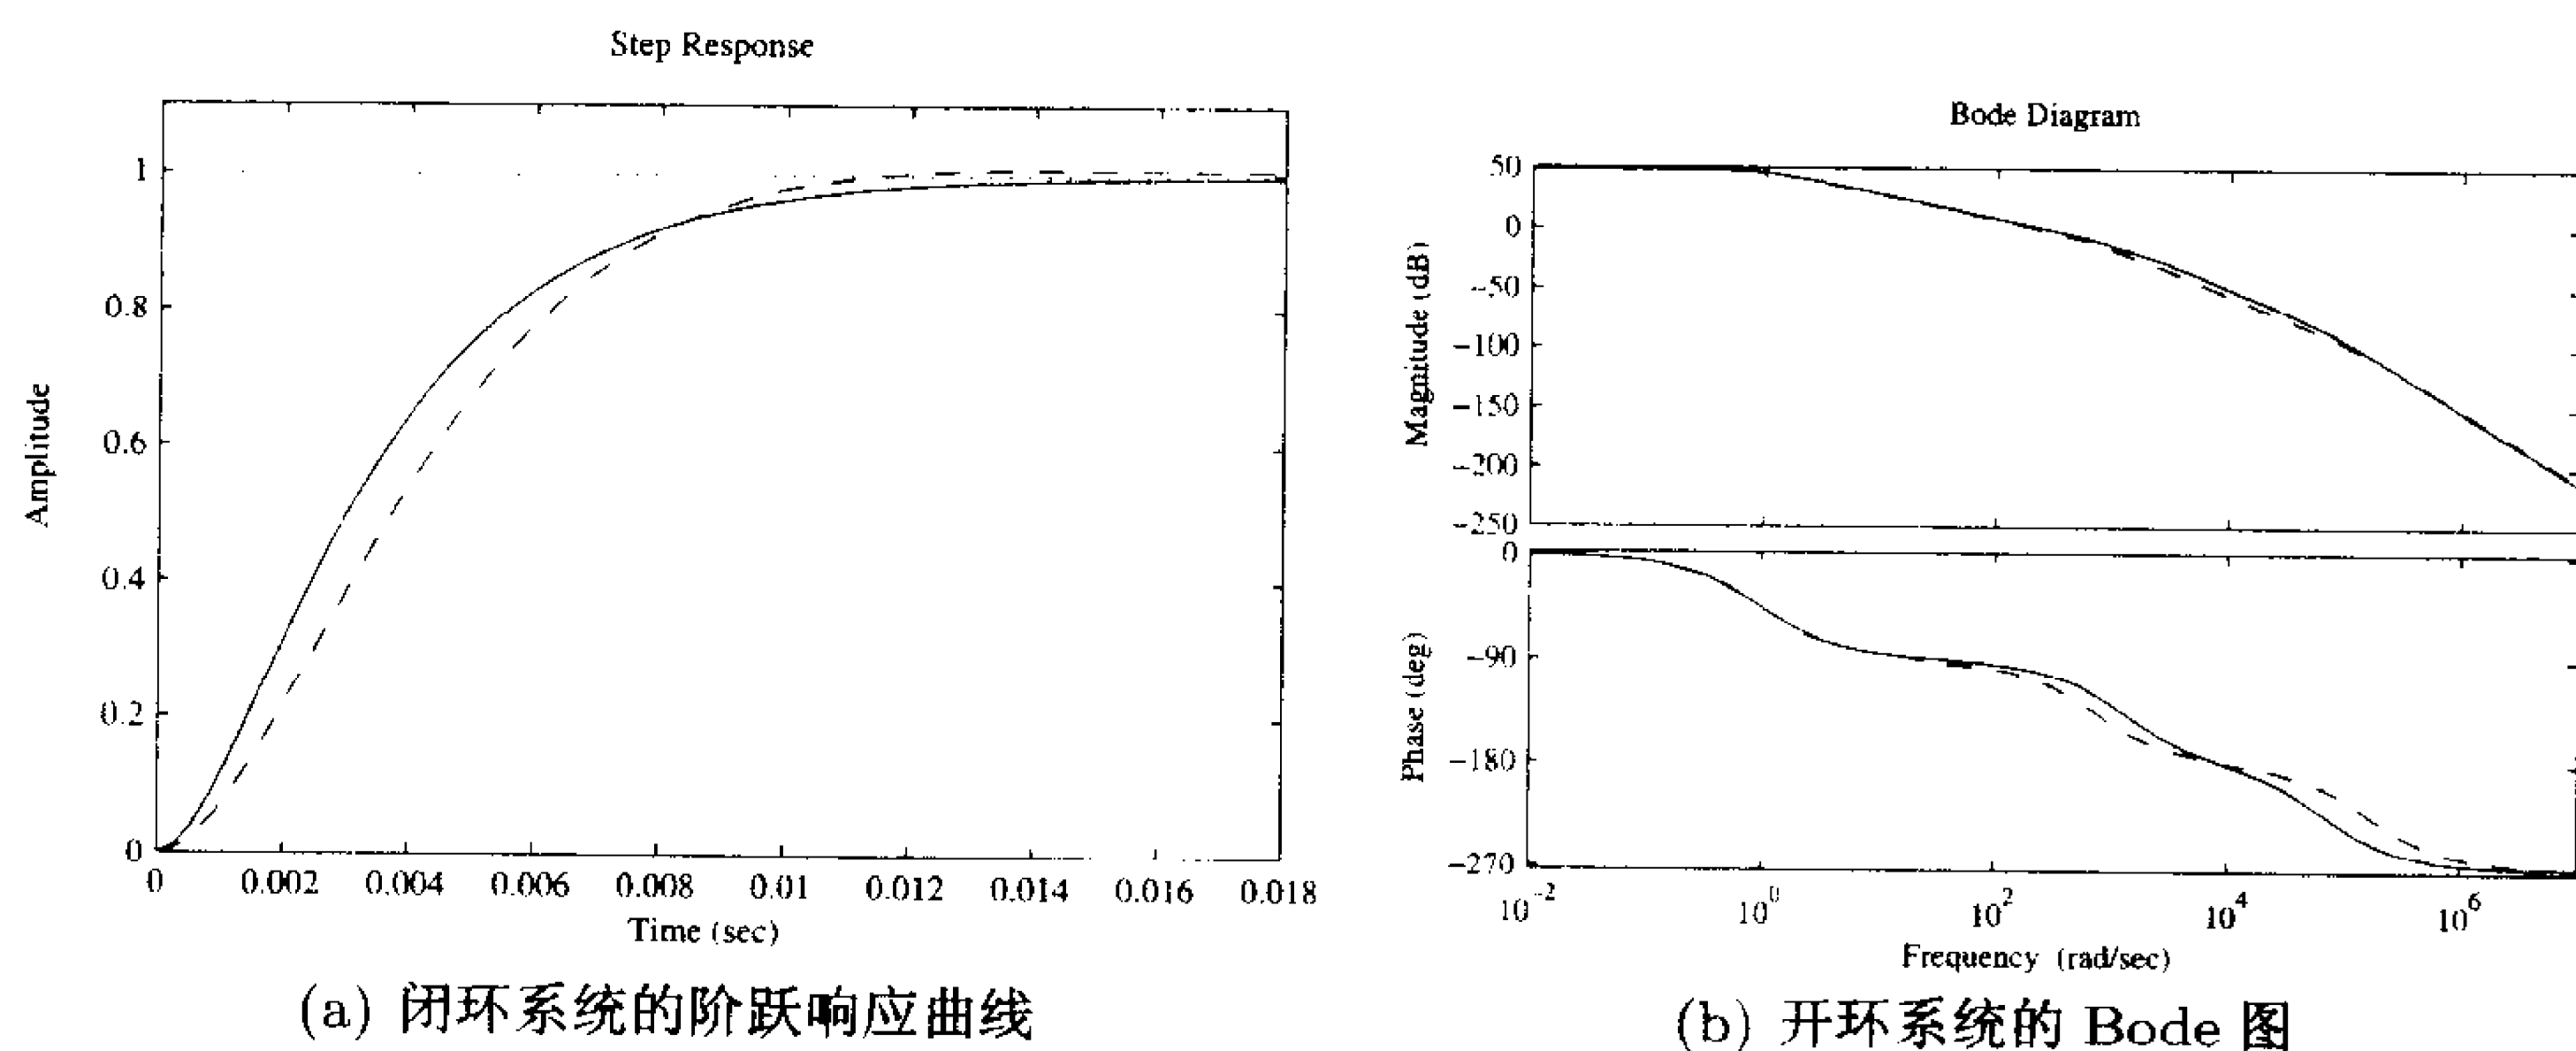 Step Response
Amplitude
1
0.8
0.6
0.4
0.2
0
0 0.002 0.004 0.006 0.008 0.01 0.012 0.014 0.016 0.018
Time (sec)
(a) 闭环系统的阶跃响应曲线
Bode Diagram
Magnitude (dB)
50
0
-50
-100
-150
-200
-250
Phase (deg)
0
-90
-180
-270
10^-2 10^0 10^2 10^4 10^6
Frequency (rad/sec)
(b) 开环系统的 Bode 图